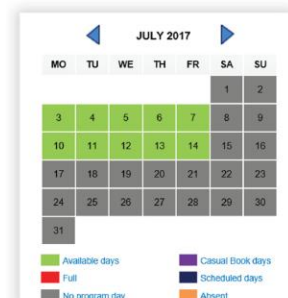 JULY 2017
MO TU WE TH FR SA SU
1 2
3 4 5 6 7 8 9
10 11 12 13 14 15 16
17 18 19 20 21 22 23
24 25 26 27 28 29 30
31
Available days Casual Book days
Full Scheduled days
No program day Absent